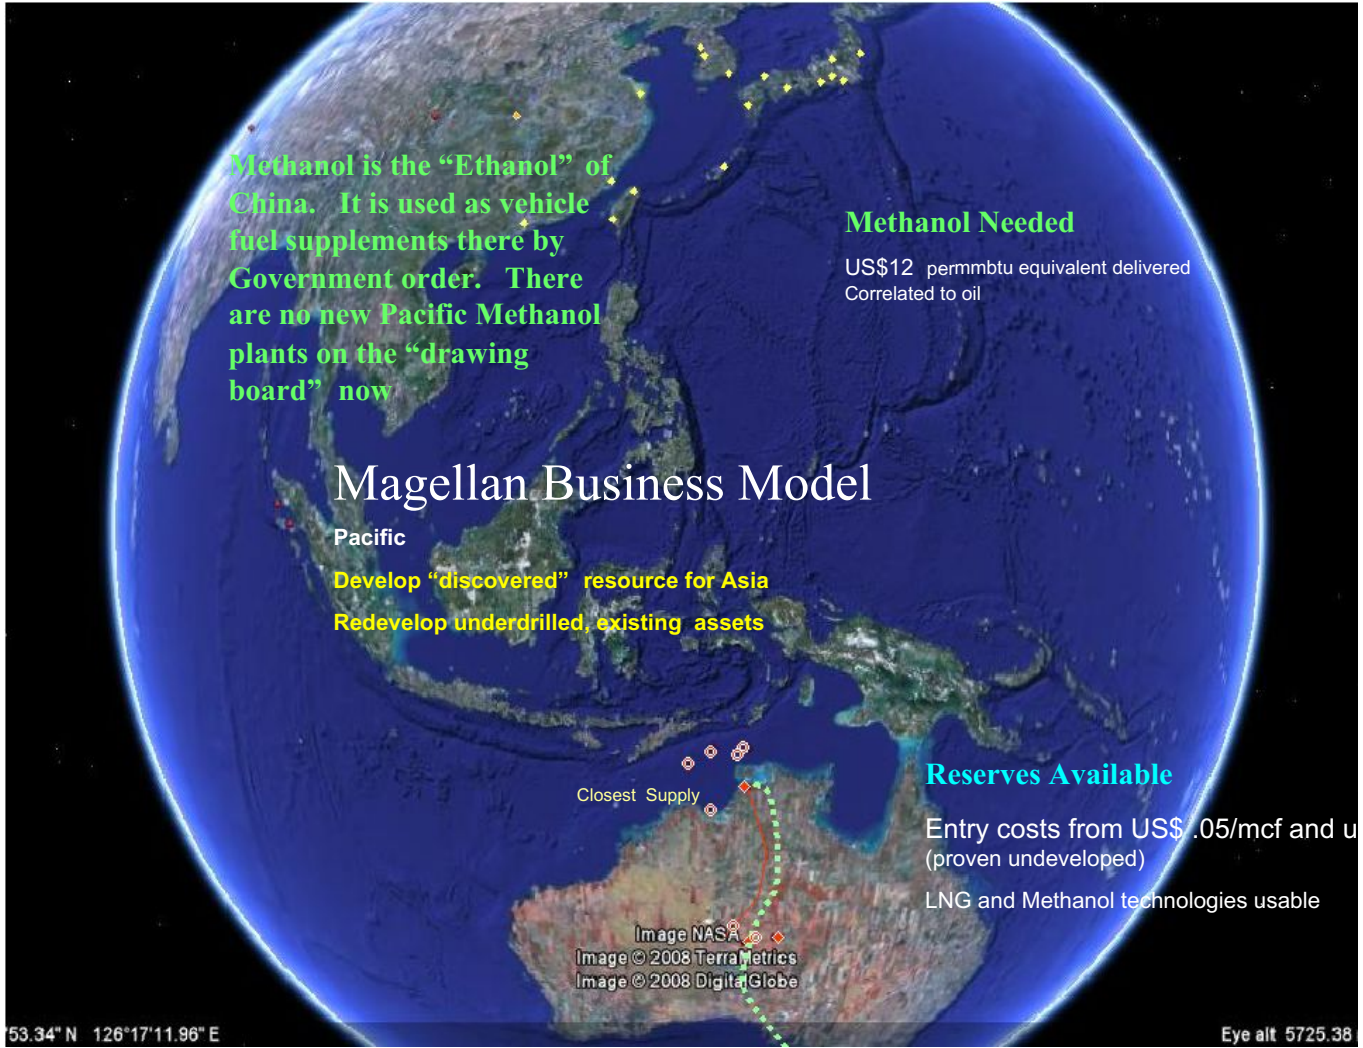 Methanol is the “Ethanol” of
China. It is used as vehicle
fuel supplements there by
Government order. There
are no new Pacific Methanol
plants on the “drawing
board” now
Methanol Needed
US$12 permmbtu equivalent delivered
Correlated to oil
Magellan Business Model
Pacific
Develop “discovered” resource for Asia
Redevelop underdrilled, existing assets
Closest Supply
Reserves Available
Entry costs from US$ .05/mcf and u
(proven undeveloped)
LNG and Methanol technologies usable
Image NASA
Image © 2008 TerraMetrics
Image © 2008 DigitalGlobe
'53.34" N 126°17'11.96" E
Eye alt 5725.38